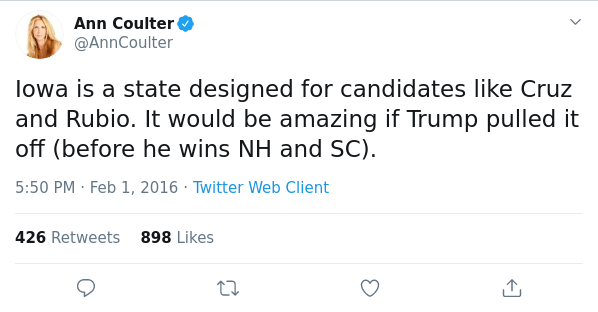 Ann Coulter
@AnnCoulter
Iowa is a state designed for candidates like Cruz
and Rubio. It would be amazing if Trump pulled it
off (before he wins NH and SC).
5:50 PM · Feb 1, 2016 · Twitter Web Client
426 Retweets 898 Likes